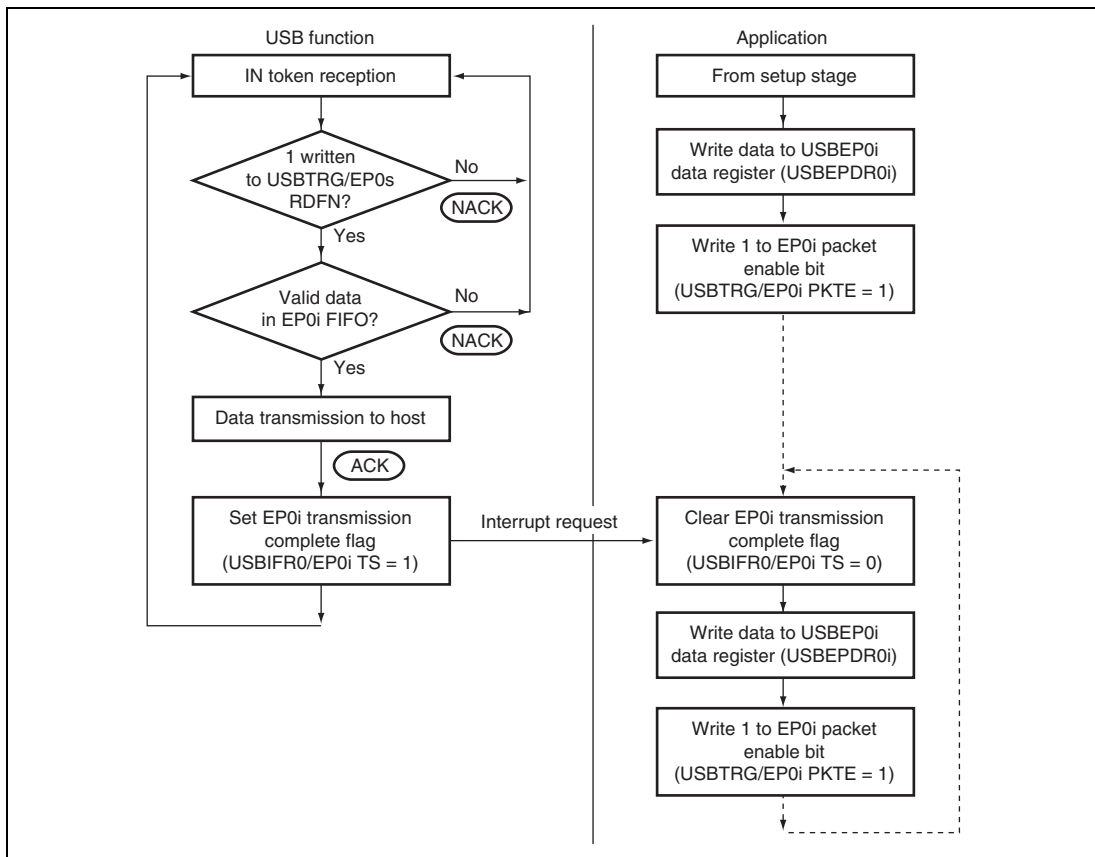 USB function
IN token reception
1 written
to USBTRG/EP0s
RDFN?
No
NACK
Yes
Valid data
in EP0i FIFO?
No
NACK
Yes
Data transmission to host
ACK
Set EP0i transmission
complete flag
(USBIFR0/EP0i TS = 1)
Interrupt request
Application
From setup stage
Write data to USBEP0i
data register (USBEPDR0i)
Write 1 to EP0i packet
enable bit
(USBTRG/EP0i PKTE = 1)
Clear EP0i transmission
complete flag
(USBIFR0/EP0i TS = 0)
Write data to USBEP0i
data register (USBEPDR0i)
Write 1 to EP0i packet
enable bit
(USBTRG/EP0i PKTE = 1)